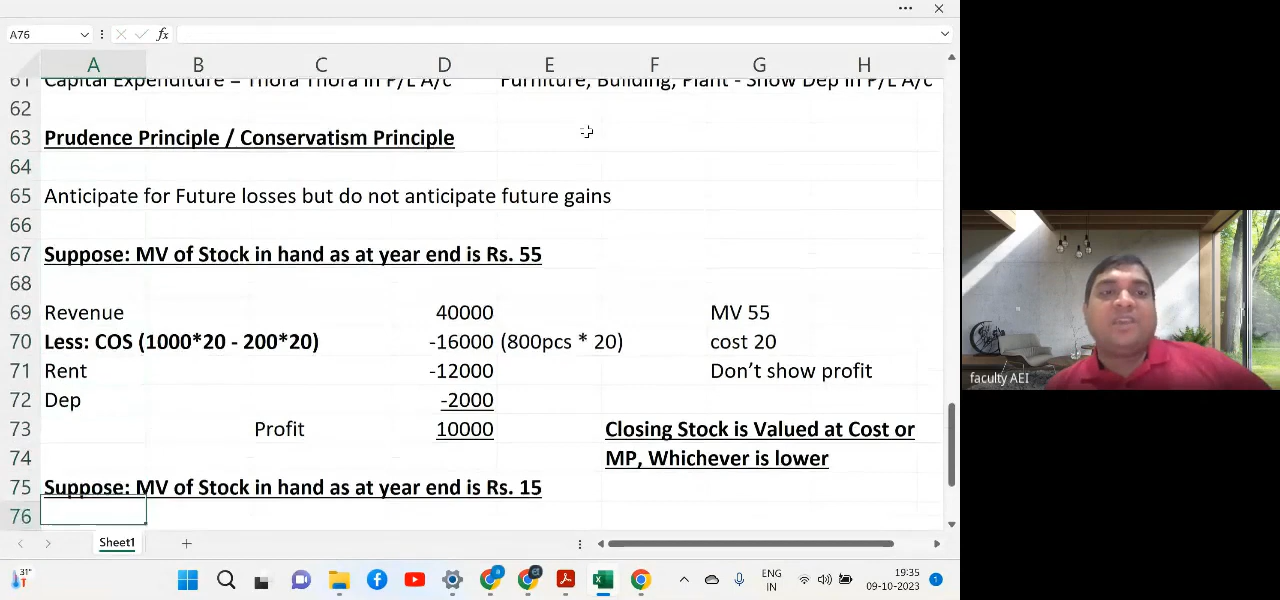 A76
fx
A B C D E F G H
61 Capital Expenditure = Thora Thora in P/L A/c Furniture, Building, Plant - Show Dep in P/L A/c
62
63 Prudence Principle / Conservatism Principle
64
65 Anticipate for Future losses but do not anticipate future gains
66
67 Suppose: MV of Stock in hand as at year end is Rs. 55
68
69 Revenue 40000 MV 55
70 Less: COS (1000*20 - 200*20) -16000 (800pcs * 20) cost 20
71 Rent -12000 Don't show profit
72 Dep -2000
73 Profit 10000 Closing Stock is Valued at Cost or
74 MP, Whichever is lower
75 Suppose: MV of Stock in hand as at year end is Rs. 15
76
faculty AEI
Sheet1
31°
ENG
IN
19:35
09-10-2023
1